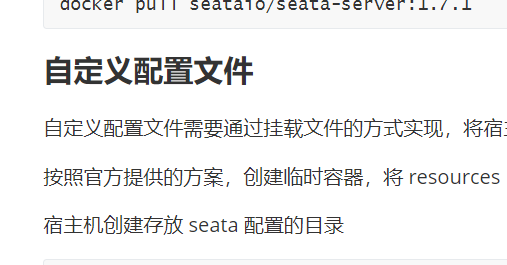 docker pull seataio/seata-server:1.7.1
自定义配置文件
自定义配置文件需要通过挂载文件的方式实现，将宿
按照官方提供的方案，创建临时容器，将 resources
宿主机创建存放 seata 配置的目录